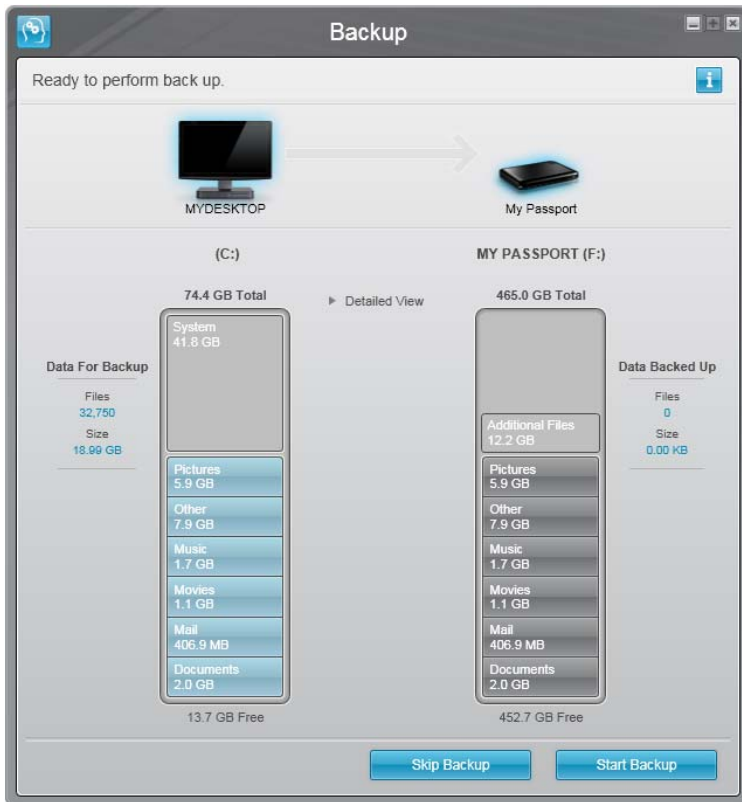 Backup
Ready to perform back up.
i
MYDESKTOP
My Passport
(C:)
MY PASSPORT (F:)
74.4 GB Total
Detailed View
465.0 GB Total
System
41.8 GB
Data For Backup
Files
32,750
Size
18.99 GB
Pictures
5.9 GB
Other
7.9 GB
Music
1.7 GB
Movies
1.1 GB
Mail
406.9 MB
Documents
2.0 GB
13.7 GB Free
Additional Files
12.2 GB
Pictures
5.9 GB
Other
7.9 GB
Music
1.7 GB
Movies
1.1 GB
Mail
406.9 MB
Documents
2.0 GB
452.7 GB Free
Data Backed Up
Files
0
Size
0.00 KB
Skip Backup
Start Backup